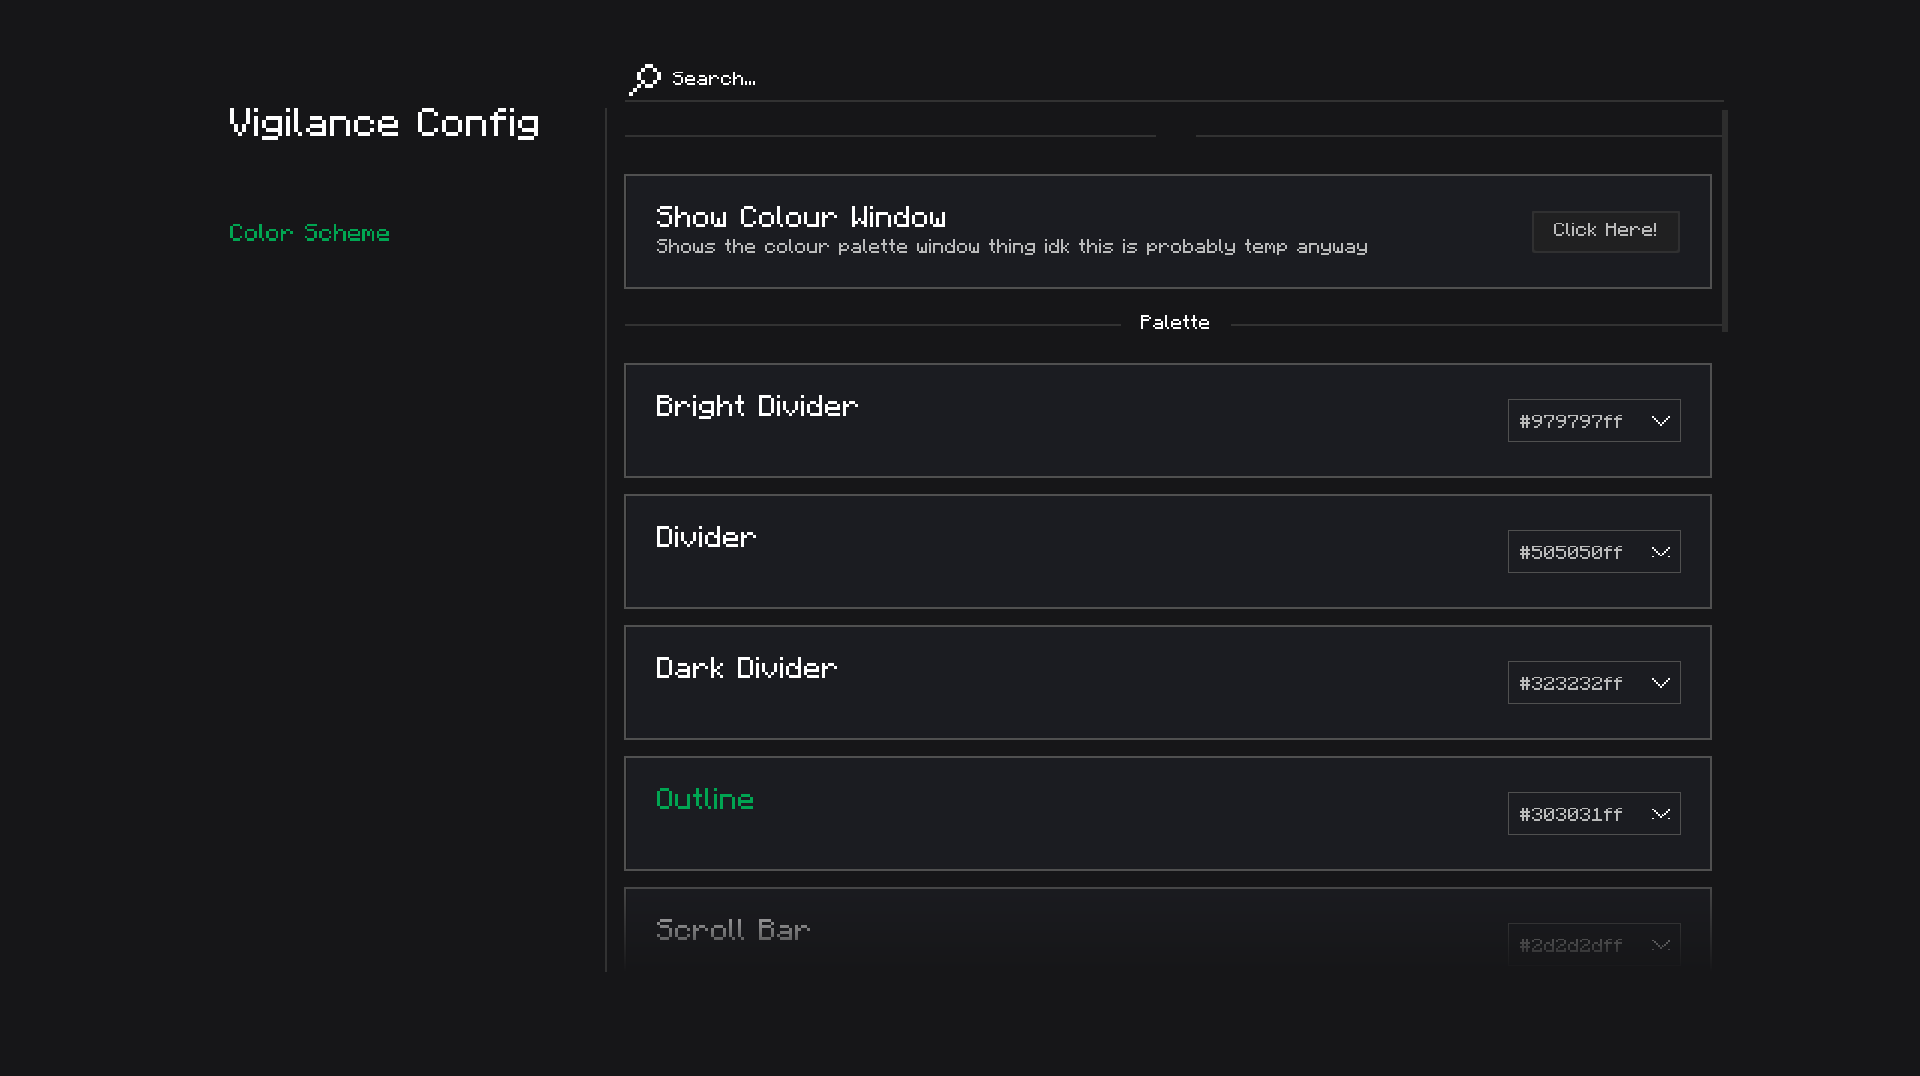 Search...
Vigilance Config
Color Scheme
Show Colour Window
Shows the colour palette window thing idk this is probably temp anyway
Click Here!
Palette
Bright Divider
#979797ff
Divider
#505050ff
Dark Divider
#323232ff
Outline
#303031ff
Scroll Bar
#2d2d2dff